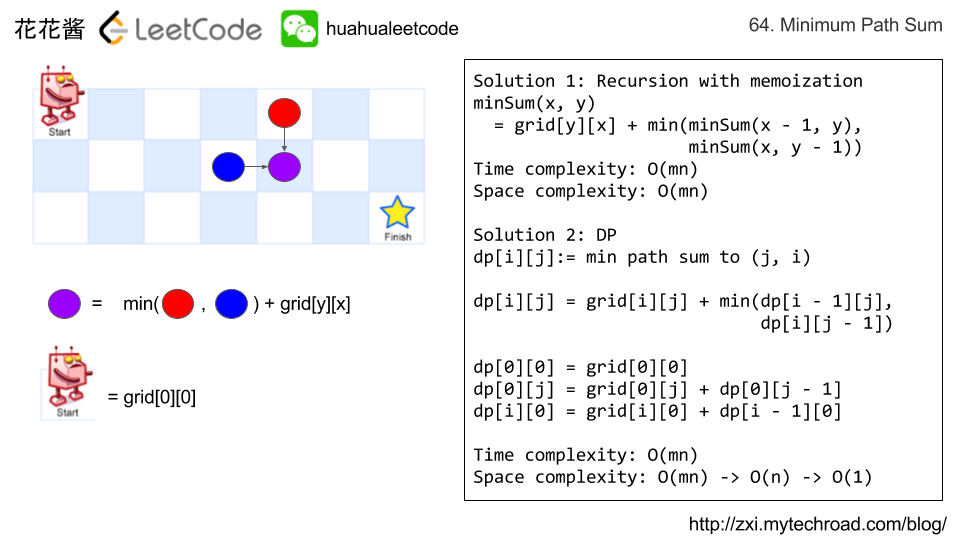 花花酱 LeetCode huahualeetcode
64. Minimum Path Sum
Start
Finish
= min( , ) + grid[y][x]
Start
= grid[0][0]
Solution 1: Recursion with memoization
minSum(x, y)
= grid[y][x] + min(minSum(x - 1, y),
minSum(x, y - 1))
Time complexity: O(mn)
Space complexity: O(mn)
Solution 2: DP
dp[i][j]:= min path sum to (j, i)
dp[i][j] = grid[i][j] + min(dp[i - 1][j],
dp[i][j - 1])
dp[0][0] = grid[0][0]
dp[0][j] = grid[0][j] + dp[0][j - 1]
dp[i][0] = grid[i][0] + dp[i - 1][0]
Time complexity: O(mn)
Space complexity: O(mn) -> O(n) -> O(1)
http://zxi.mytechroad.com/blog/